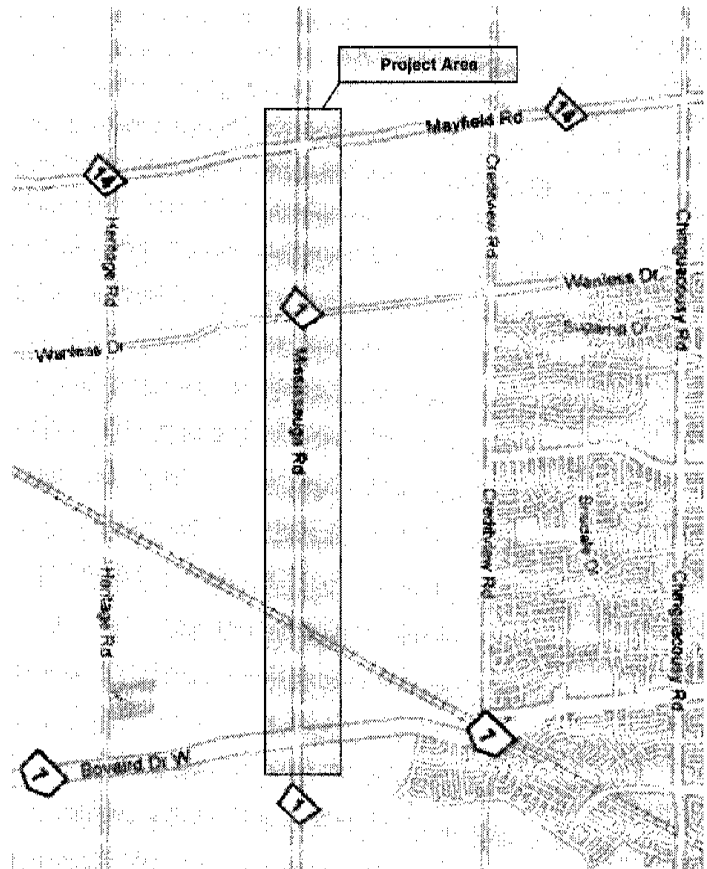 Project Area
Mayfield Rd
14
14
Creditview Rd
Heritage Rd
Chinguacousy Rd
Wanless Dr
1
Wanless Dr
Mississauga Rd
Creditview Rd
Heritage Rd
Chinguacousy Rd
7
7
Bovaird Dr W
1